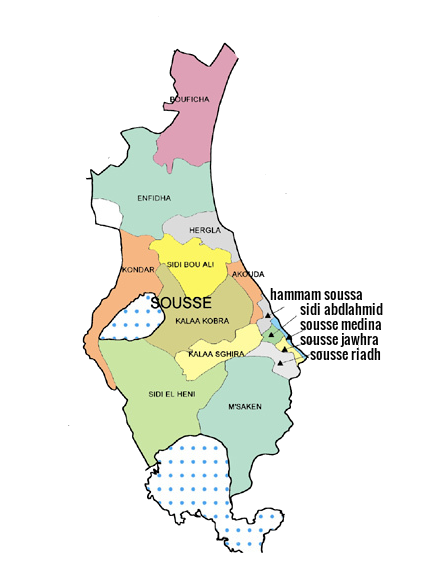 BOUFICHA
ENFIDHA
HERGLA
SIDI BOU ALI
KONDAR
AKOUDA
SOUSSE
KALAA KOBRA
hammam soussa
sidi abdlahmid
sousse medina
sousse jawhra
sousse riadh
KALAA SGHIRA
SIDI EL HENI
M'SAKEN